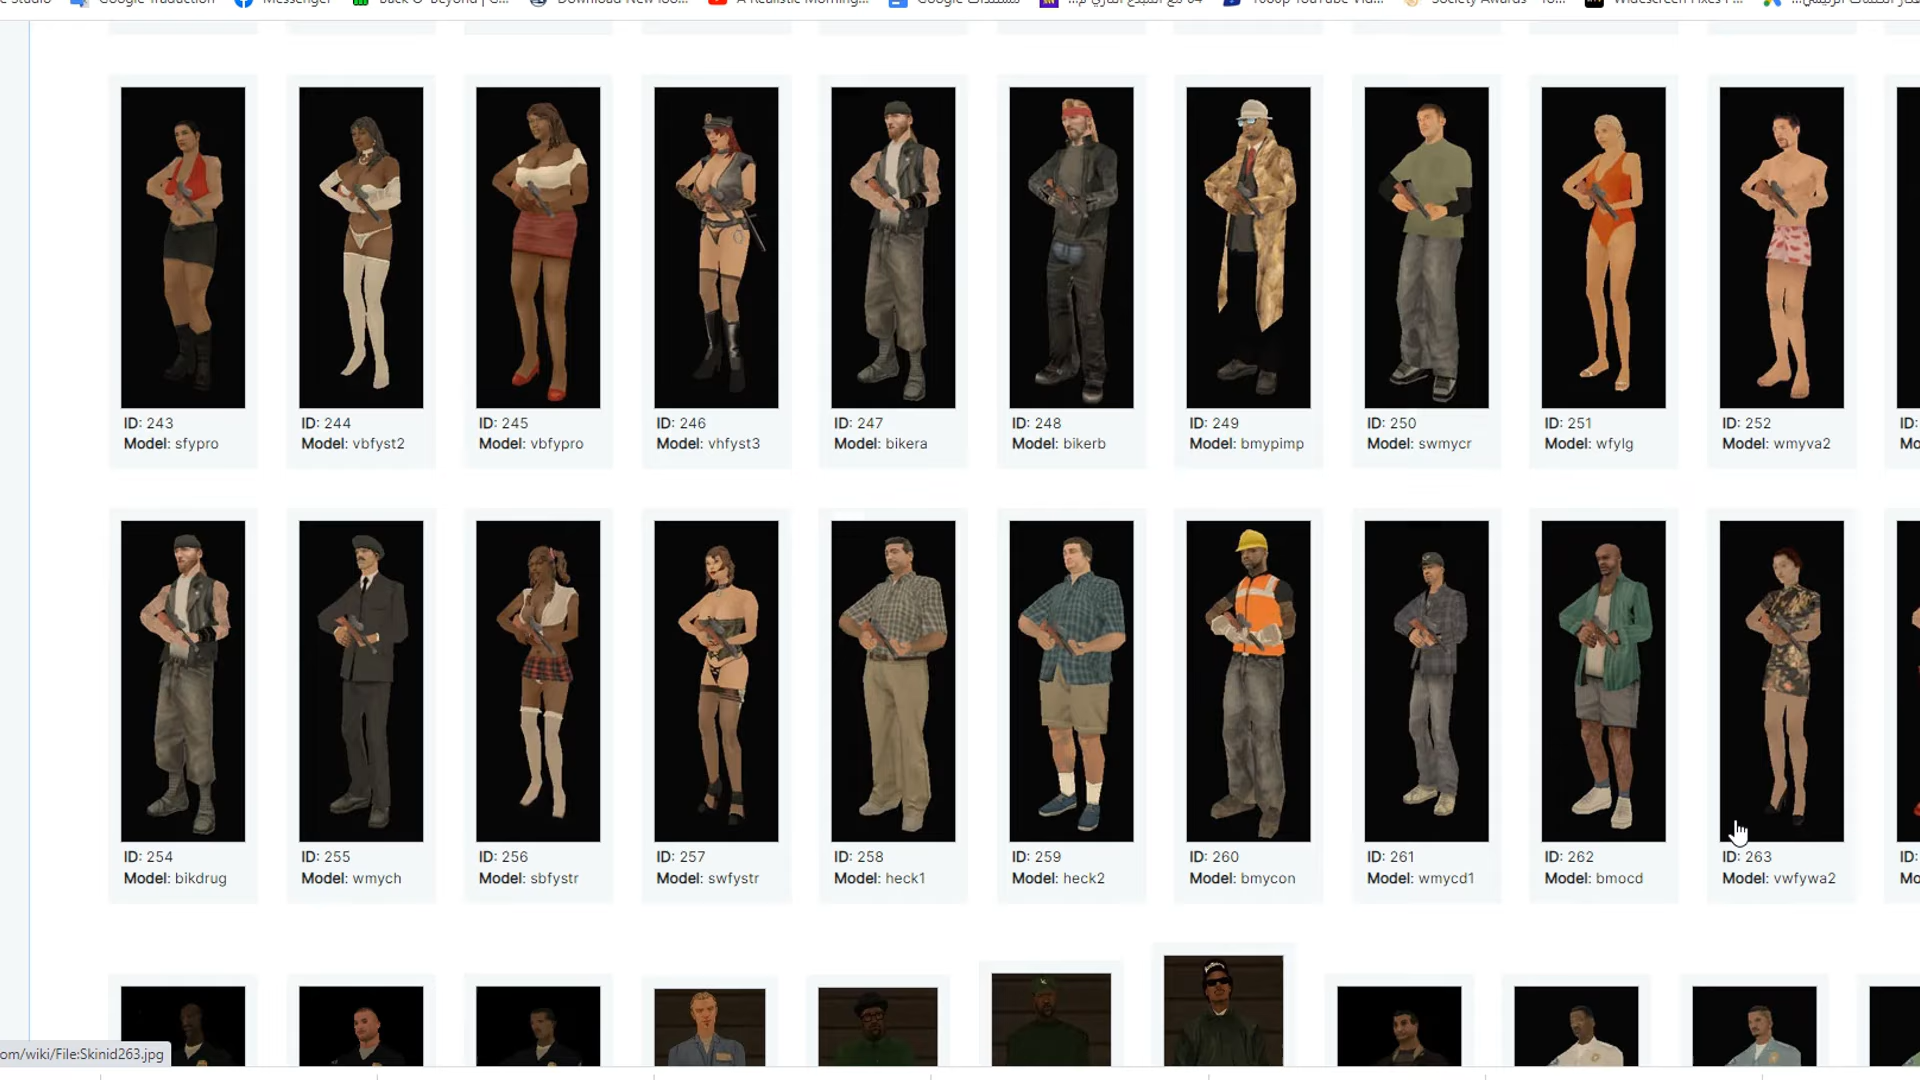 Messenger
ID: 243
Model: sfypro
ID: 244
Model: vbfyst2
ID: 245
Model: vbfypro
ID: 246
Model: vhfyst3
ID: 247
Model: bikera
ID: 248
Model: bikerb
ID: 249
Model: bmypimp
ID: 250
Model: swmycr
ID: 251
Model: wfylg
ID: 252
Model: wmyva2
ID:
Mo
ID: 254
Model: bikdrug
ID: 255
Model: wmych
ID: 256
Model: sbfystr
ID: 257
Model: swfystr
ID: 258
Model: heck1
ID: 259
Model: heck2
ID: 260
Model: bmycon
ID: 261
Model: wmycd1
ID: 262
Model: bmocd
ID: 263
Model: vwfywa2
ID:
Mo
om/wiki/File:Skinid263.jpg